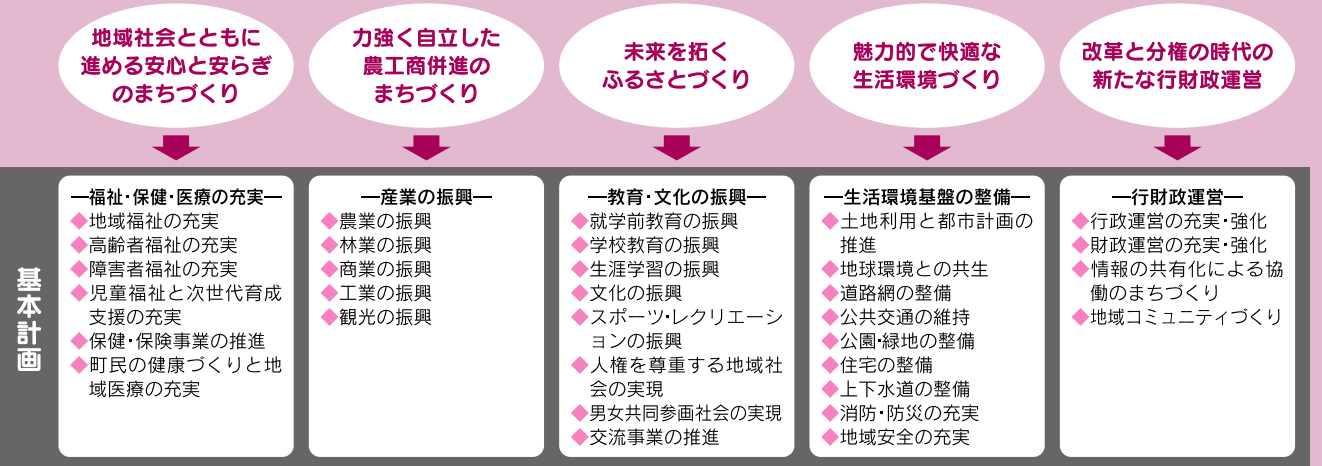 地域社会とともに
進める安心と安らぎ
のまちづくり
力強く自立した
農工商併進の
まちづくり
未来を拓く
ふるさとづくり
魅力的で快適な
生活環境づくり
改革と分権の時代の
新たな行財政運営
基本計画
―福祉・保健・医療の充実―
◆地域福祉の充実
◆高齢者福祉の充実
◆障害者福祉の充実
◆児童福祉と次世代育成
支援の充実
◆保健・保険事業の推進
◆町民の健康づくりと地
域医療の充実
―産業の振興―
◆農業の振興
◆林業の振興
◆商業の振興
◆工業の振興
◆観光の振興
―教育・文化の振興―
◆就学前教育の振興
◆学校教育の振興
◆生涯学習の振興
◆文化の振興
◆スポーツ・レクリエーシ
ョンの振興
◆人権を尊重する地域社
会の実現
◆男女共同参画社会の実現
◆交流事業の推進
―生活環境基盤の整備―
◆土地利用と都市計画の
推進
◆地球環境との共生
◆道路網の整備
◆公共交通の維持
◆公園・緑地の整備
◆住宅の整備
◆上下水道の整備
◆消防・防災の充実
◆地域安全の充実
―行財政運営―
◆行政運営の充実・強化
◆財政運営の充実・強化
◆情報の共有化による協
働のまちづくり
◆地域コミュニティづくり